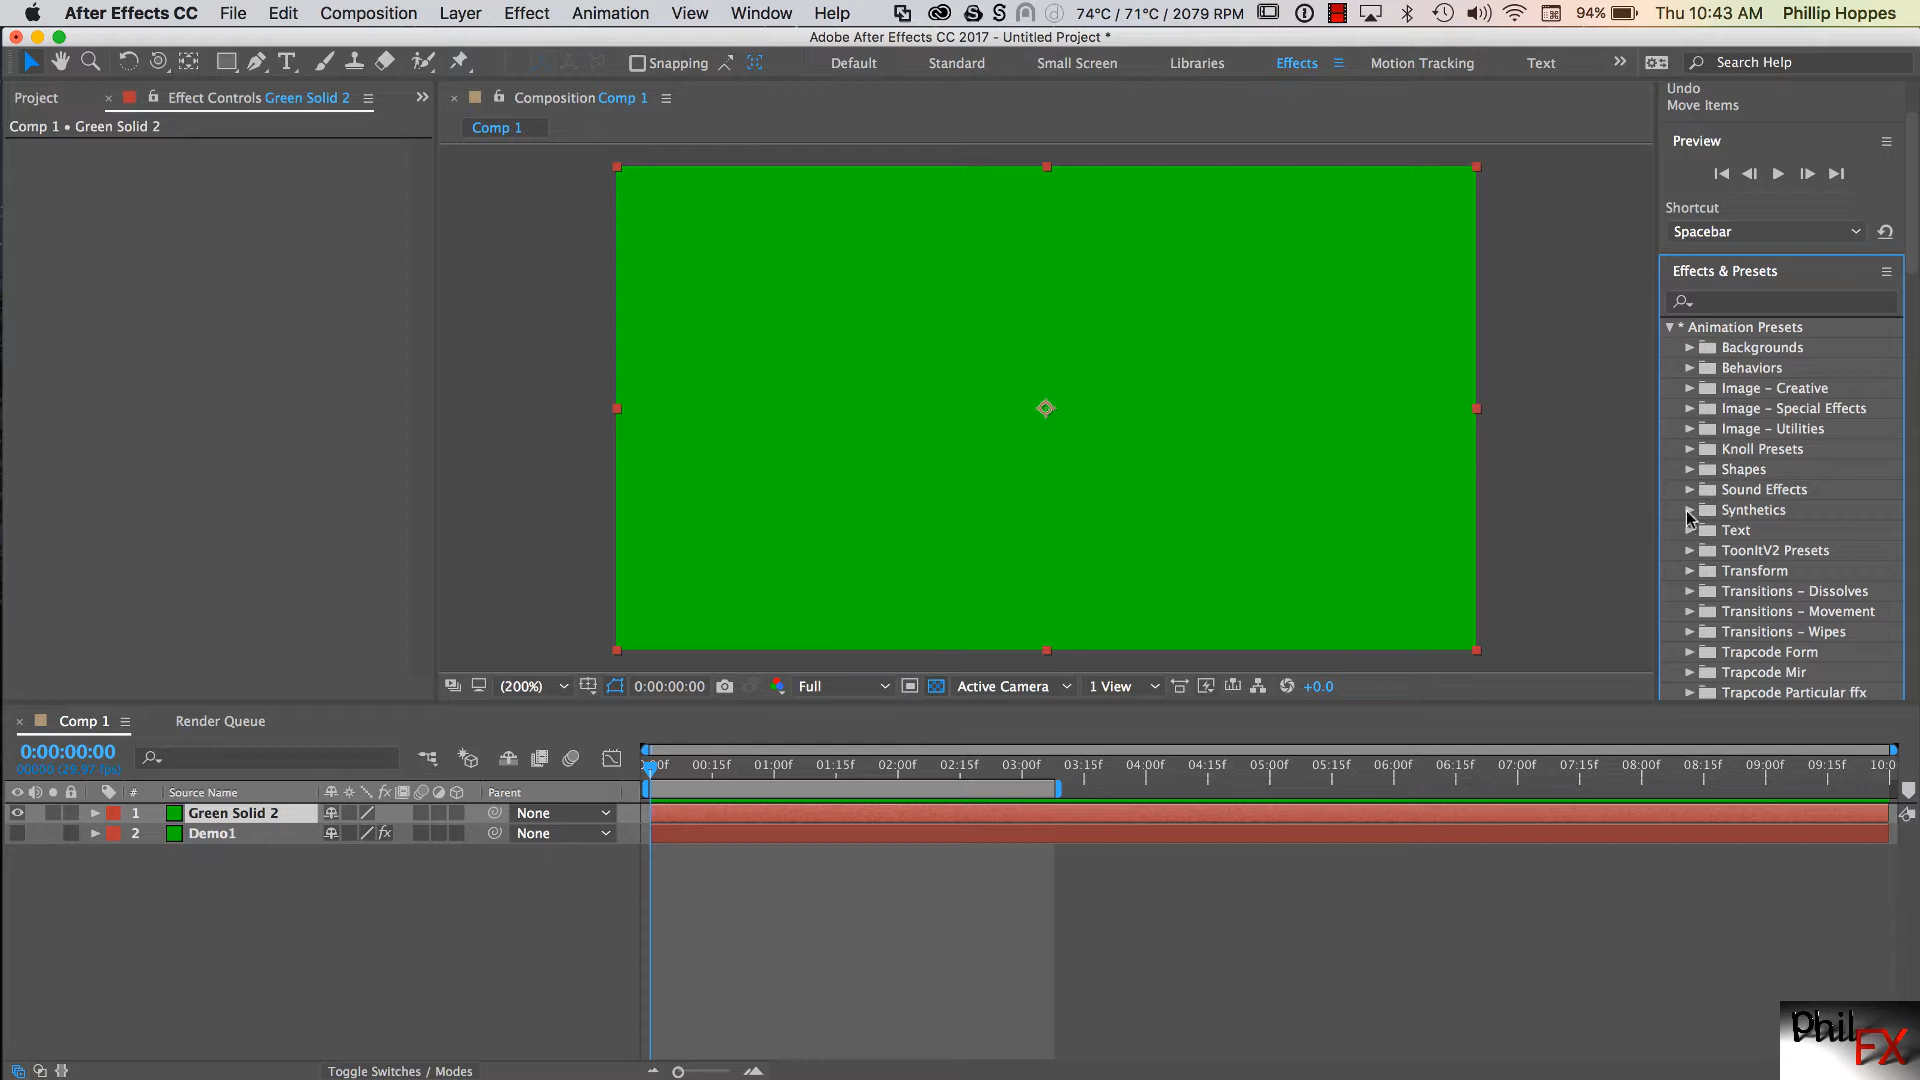 After Effects CC File Edit Composition Layer Effect Animation View Window Help 74°C / 71°C / 2079 RPM 94% Thu 10:43 AM Phillip Hoppes
Adobe After Effects CC 2017 - Untitled Project *
Snapping Default Standard Small Screen Libraries Effects Motion Tracking Text Search Help
Project Effect Controls Green Solid 2 Composition Comp 1
Comp 1 • Green Solid 2
Comp 1
Undo
Move Items
Preview
Shortcut
Spacebar
Effects & Presets
* Animation Presets
Backgrounds
Behaviors
Image – Creative
Image – Special Effects
Image – Utilities
Knoll Presets
Shapes
Sound Effects
Synthetics
Text
ToonItV2 Presets
Transform
Transitions – Dissolves
Transitions – Movement
Transitions – Wipes
Trapcode Form
Trapcode Mir
Trapcode Particular ffx
(200%) 0:00:00:00 Full Active Camera 1 View +0.0
Comp 1 Render Queue
0:00:00:00
00000 (29.97 fps)
00f 00:15f 01:00f 01:15f 02:00f 02:15f 03:00f 03:15f 04:00f 04:15f 05:00f 05:15f 06:00f 06:15f 07:00f 07:15f 08:00f 08:15f 09:00f 09:15f 10:0
# Source Name fx Parent
1 Green Solid 2 None
2 Demo1 fx None
Toggle Switches / Modes
Phil
FX